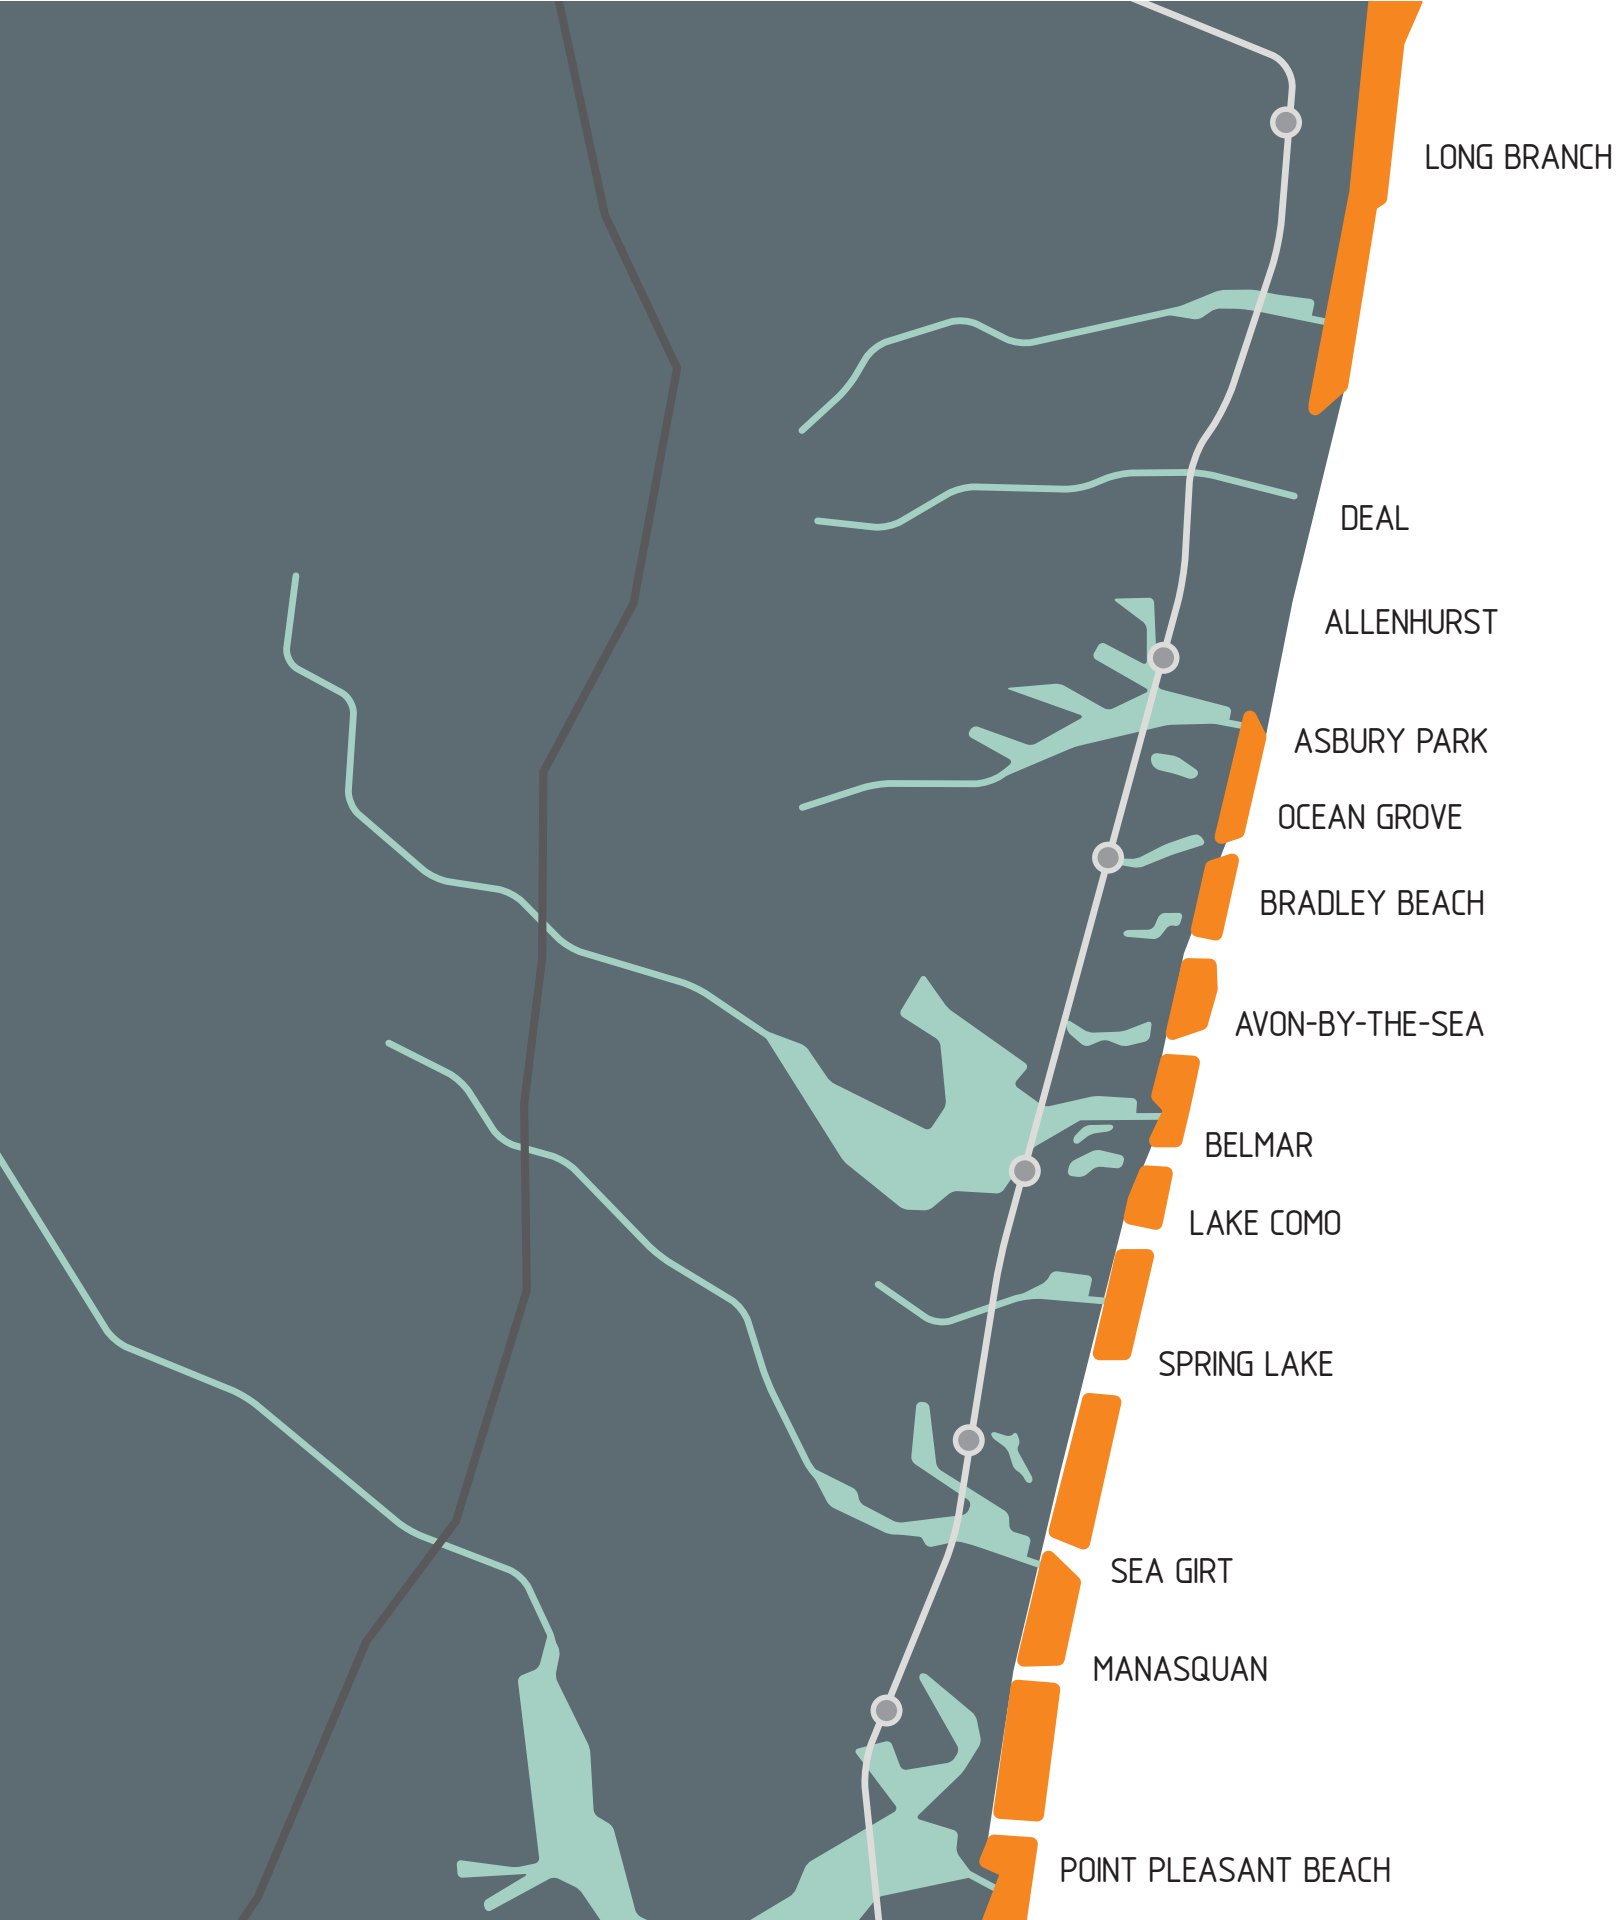 LONG BRANCH
DEAL
ALLENHURST
ASBURY PARK
OCEAN GROVE
BRADLEY BEACH
AVON-BY-THE-SEA
BELMAR
LAKE COMO
SPRING LAKE
SEA GIRT
MANASQUAN
POINT PLEASANT BEACH